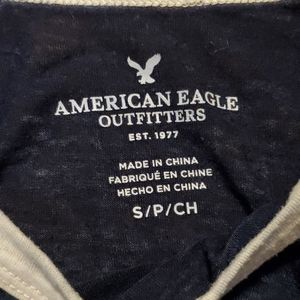 AMERICAN EAGLE
OUTFITTERS
EST. 1977
MADE IN CHINA
FABRIQUÉ EN CHINE
HECHO EN CHINA
S/P/CH